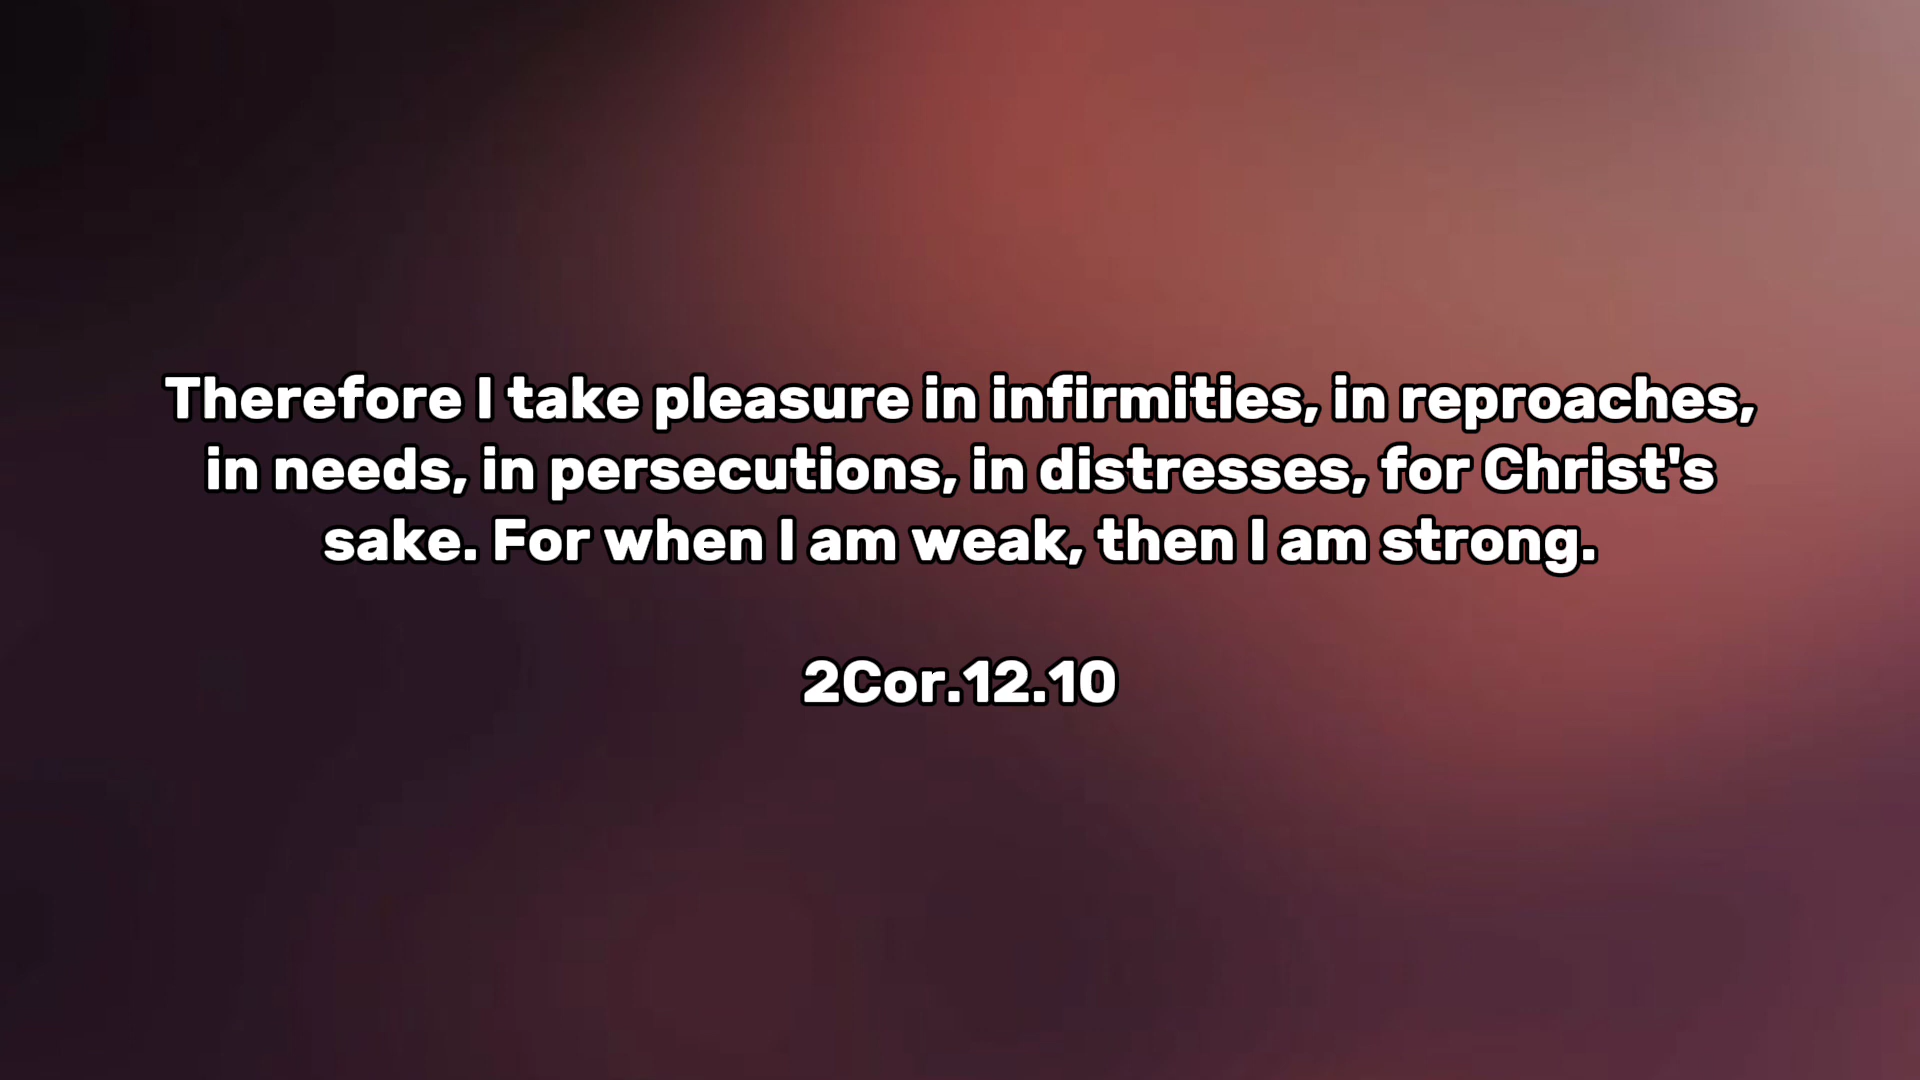 Therefore I take pleasure in infirmities, in reproaches,
in needs, in persecutions, in distresses, for Christ's
sake. For when I am weak, then I am strong.
2Cor.12.10